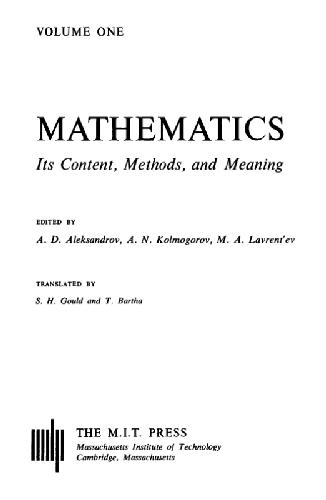 VOLUME ONE
MATHEMATICS
Its Content, Methods, and Meaning
EDITED BY
A. D. Aleksandrov, A. N. Kolmogorov, M. A. Lavrent'ev
TRANSLATED BY
S. H. Gould and T. Bartha
THE M.I.T. PRESS
Massachusetts Institute of Technology
Cambridge, Massachusetts